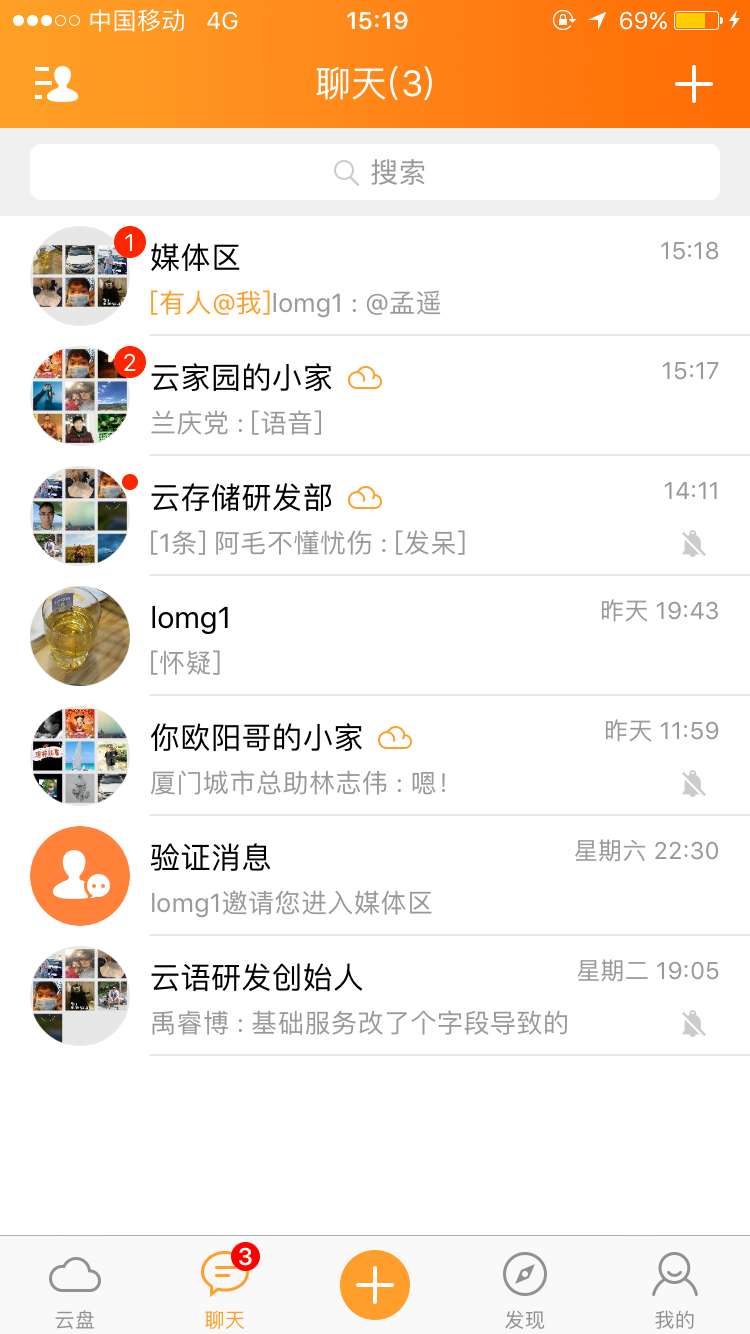 中国移动 4G 15:19 69%
聊天(3)
搜索
1
媒体区 15:18
[有人@我]lomg1 : @孟遥
2
云家园的小家 15:17
兰庆党 : [语音]
云存储研发部 14:11
[1条] 阿毛不懂忧伤 : [发呆]
lomg1 昨天 19:43
[怀疑]
你欧阳哥的小家 昨天 11:59
厦门城市总助林志伟 : 嗯!
验证消息 星期六 22:30
lomg1邀请您进入媒体区
云语研发创始人 星期二 19:05
禹睿博 : 基础服务改了个字段导致的
3
云盘 聊天 发现 我的